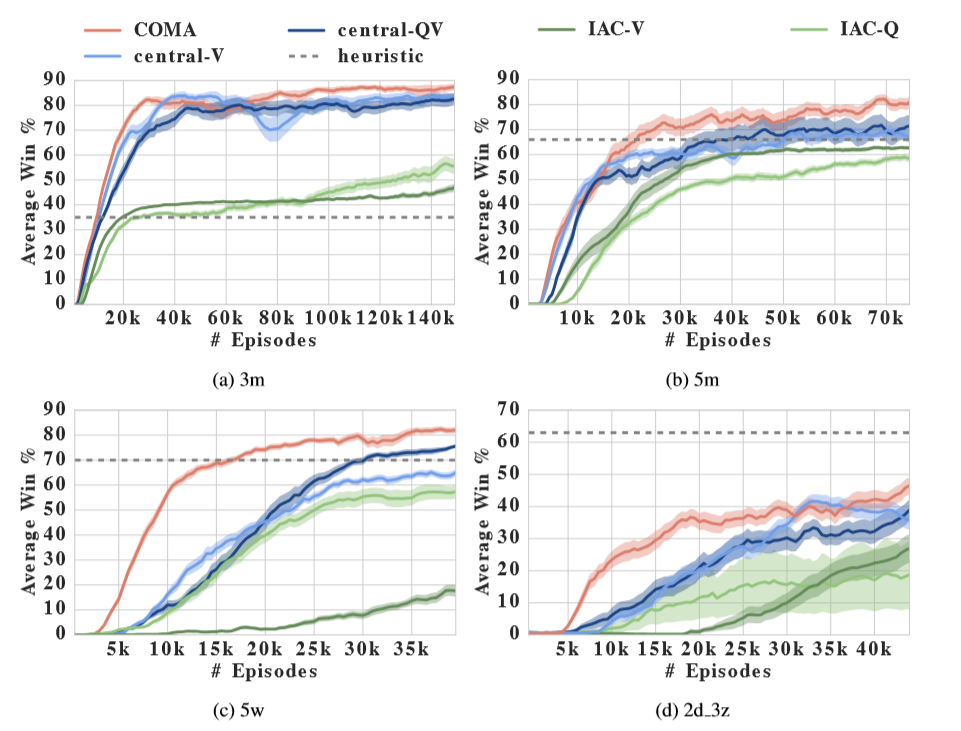 COMA central-QV IAC-V IAC-Q
central-V heuristic
90
80
70
60
50
40
30
20
10
0
Average Win %
20k 40k 60k 80k 100k 120k 140k
# Episodes
(a) 3m
90
80
70
60
50
40
30
20
10
0
Average Win %
10k 20k 30k 40k 50k 60k 70k
# Episodes
(b) 5m
90
80
70
60
50
40
30
20
10
0
Average Win %
5k 10k 15k 20k 25k 30k 35k
# Episodes
(c) 5w
70
60
50
40
30
20
10
0
Average Win %
5k 10k 15k 20k 25k 30k 35k 40k
# Episodes
(d) 2d_3z